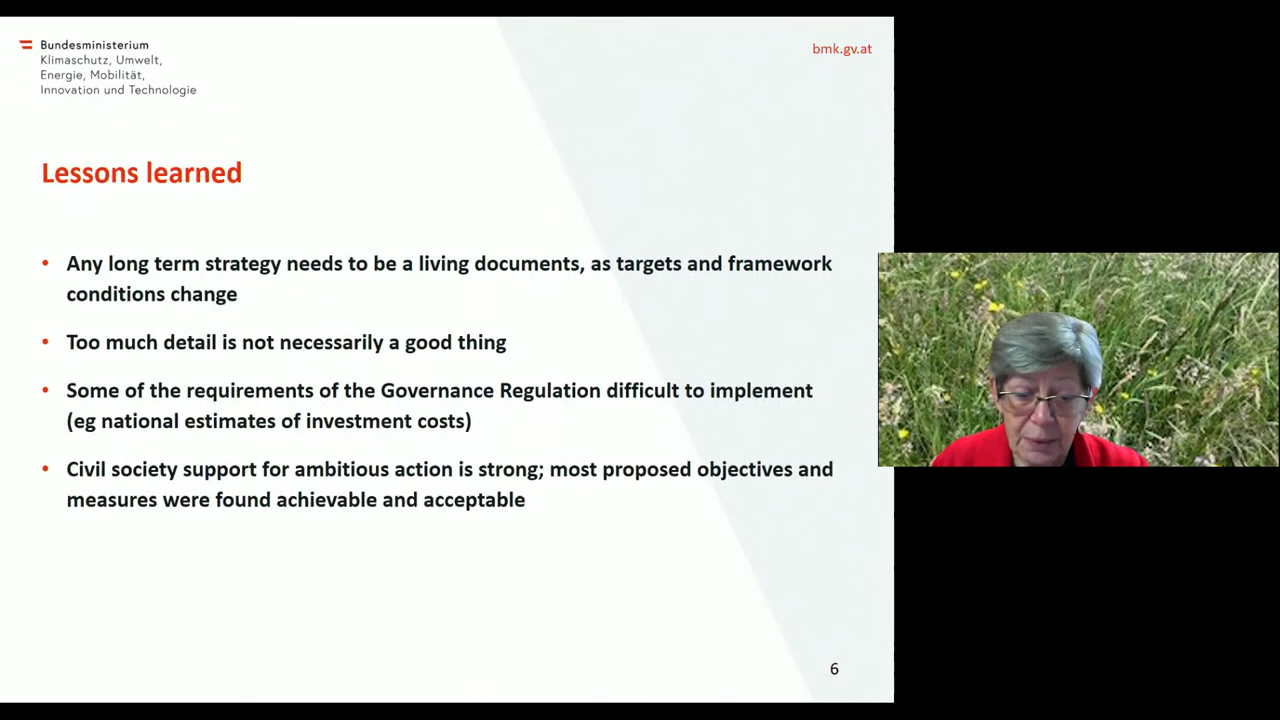 Bundesministerium
Klimaschutz, Umwelt,
Energie, Mobilität,
Innovation und Technologie
bmk.gv.at
Lessons learned
• Any long term strategy needs to be a living documents, as targets and framework
conditions change
• Too much detail is not necessarily a good thing
• Some of the requirements of the Governance Regulation difficult to implement
(eg national estimates of investment costs)
• Civil society support for ambitious action is strong; most proposed objectives and
measures were found achievable and acceptable
6